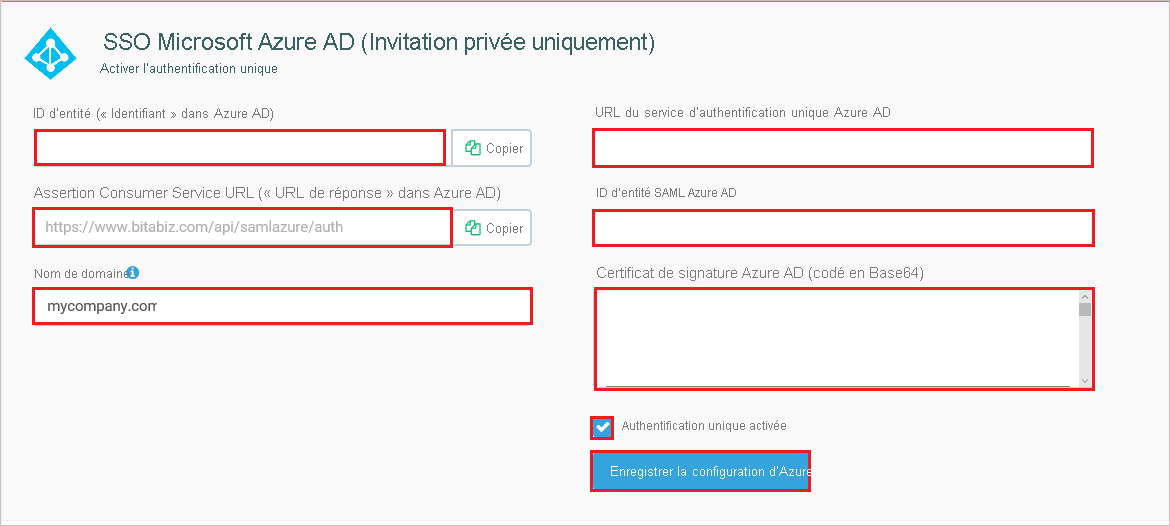 SSO Microsoft Azure AD (Invitation privée uniquement)
Activer l'authentification unique
ID d'entité (« Identifiant » dans Azure AD)
Copier
Assertion Consumer Service URL (« URL de réponse » dans Azure AD)
https://www.bitabiz.com/api/samlazure/auth
Copier
Nom de domaine
mycompany.com
URL du service d'authentification unique Azure AD
ID d'entité SAML Azure AD
Certificat de signature Azure AD (codé en Base64)
Authentification unique activée
Enregistrer la configuration d'Azure